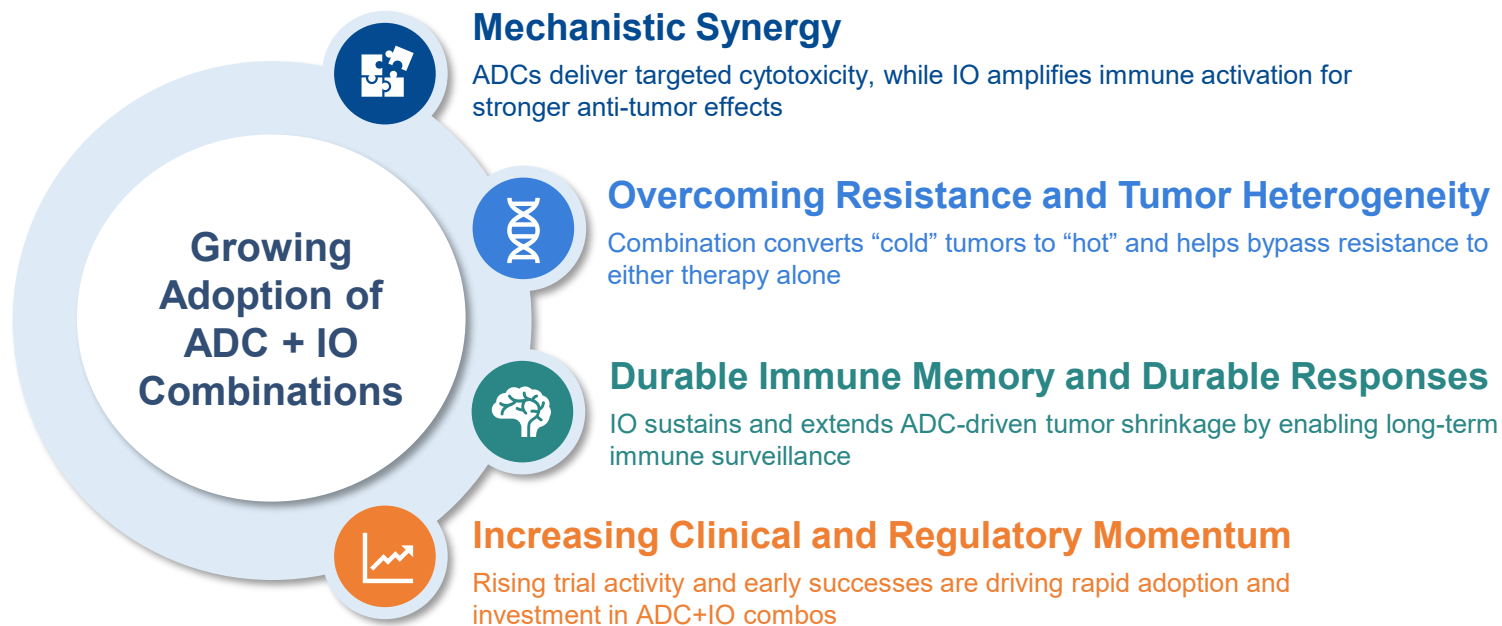 Growing
Adoption of
ADC + IO
Combinations
Mechanistic Synergy
ADCs deliver targeted cytotoxicity, while IO amplifies immune activation for
stronger anti-tumor effects
Overcoming Resistance and Tumor Heterogeneity
Combination converts “cold” tumors to “hot” and helps bypass resistance to
either therapy alone
Durable Immune Memory and Durable Responses
IO sustains and extends ADC-driven tumor shrinkage by enabling long-term
immune surveillance
Increasing Clinical and Regulatory Momentum
Rising trial activity and early successes are driving rapid adoption and
investment in ADC+IO combos